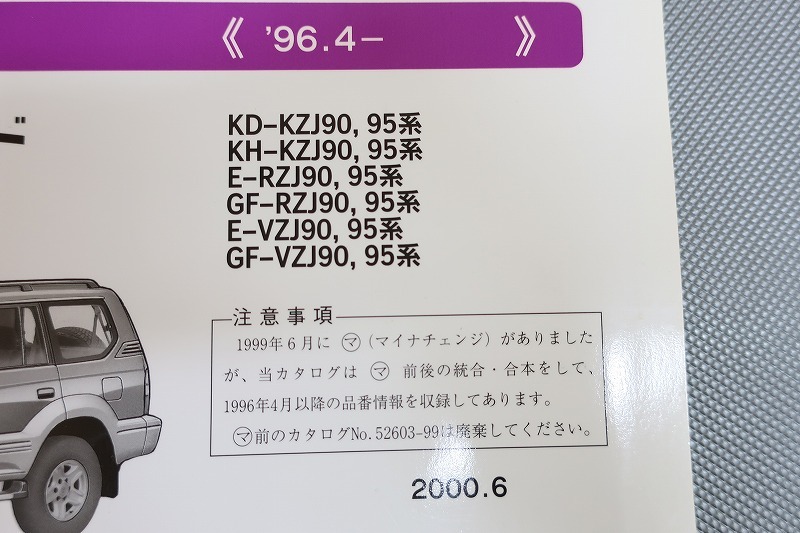 《 '96.4− 》
KD−KZJ90, 95系
KH−KZJ90, 95系
E−RZJ90, 95系
GF−RZJ90, 95系
E−VZJ90, 95系
GF−VZJ90, 95系
注意事項
1999年6月に㋮(マイナチェンジ)がありました
が、当カタログは㋮前後の統合・合本をして、
1996年4月以降の品番情報を収録してあります。
㋮前のカタログNo.52603-99は廃棄してください。
2000.6